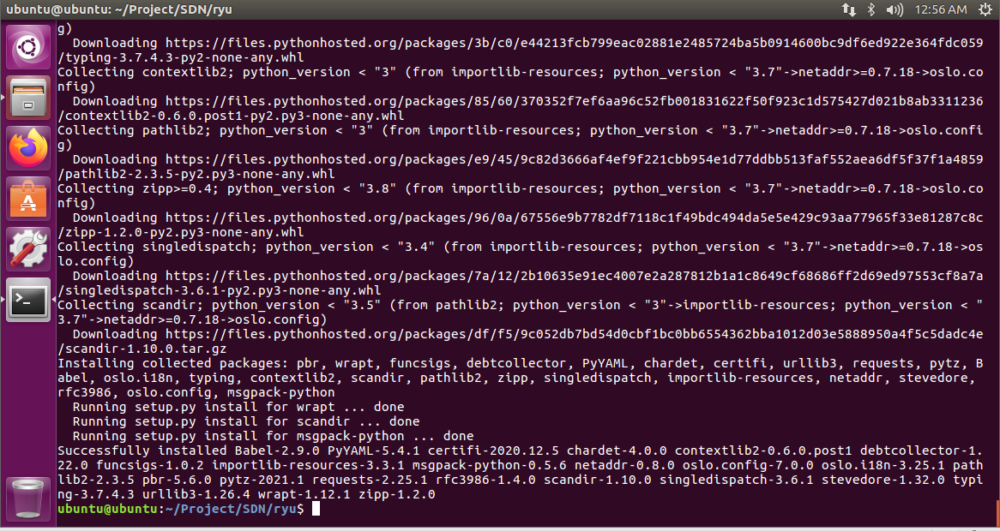 ubuntu@ubuntu: ~/Project/SDN/ryu
12:56 AM
g)
  Downloading https://files.pythonhosted.org/packages/3b/c0/e44213fcb799eac02881e2485724ba5b0914600bc9df6ed922e364fdc059
/typing-3.7.4.3-py2-none-any.whl
Collecting contextlib2; python_version < "3" (from importlib-resources; python_version < "3.7"->netaddr>=0.7.18->oslo.co
nfig)
  Downloading https://files.pythonhosted.org/packages/85/60/370352f7ef6aa96c52fb001831622f50f923c1d575427d021b8ab3311236
/contextlib2-0.6.0.post1-py2.py3-none-any.whl
Collecting pathlib2; python_version < "3" (from importlib-resources; python_version < "3.7"->netaddr>=0.7.18->oslo.confi
g)
  Downloading https://files.pythonhosted.org/packages/e9/45/9c82d3666af4ef9f221cbb954e1d77ddbb513faf552aea6df5f37f1a4859
/pathlib2-2.3.5-py2.py3-none-any.whl
Collecting zipp>=0.4; python_version < "3.8" (from importlib-resources; python_version < "3.7"->netaddr>=0.7.18->oslo.co
nfig)
  Downloading https://files.pythonhosted.org/packages/96/0a/67556e9b7782df7118c1f49bdc494da5e5e429c93aa77965f33e81287c8c
/zipp-1.2.0-py2.py3-none-any.whl
Collecting singledispatch; python_version < "3.4" (from importlib-resources; python_version < "3.7"->netaddr>=0.7.18->os
lo.config)
  Downloading https://files.pythonhosted.org/packages/7a/12/2b10635e91ec4007e2a287812b1a1c8649cf68686ff2d69ed97553cf8a7a
/singledispatch-3.6.1-py2.py3-none-any.whl
Collecting scandir; python_version < "3.5" (from pathlib2; python_version < "3"->importlib-resources; python_version < "
3.7"->netaddr>=0.7.18->oslo.config)
  Downloading https://files.pythonhosted.org/packages/df/f5/9c052db7bd54d0cbf1bc0bb6554362bba1012d03e5888950a4f5c5dadc4e
/scandir-1.10.0.tar.gz
Installing collected packages: pbr, wrapt, funcsigs, debtcollector, PyYAML, chardet, certifi, urllib3, requests, pytz, B
abel, oslo.i18n, typing, contextlib2, scandir, pathlib2, zipp, singledispatch, importlib-resources, netaddr, stevedore,
rfc3986, oslo.config, msgpack-python
  Running setup.py install for wrapt ... done
  Running setup.py install for scandir ... done
  Running setup.py install for msgpack-python ... done
Successfully installed Babel-2.9.0 PyYAML-5.4.1 certifi-2020.12.5 chardet-4.0.0 contextlib2-0.6.0.post1 debtcollector-1.
22.0 funcsigs-1.0.2 importlib-resources-3.3.1 msgpack-python-0.5.6 netaddr-0.8.0 oslo.config-7.0.0 oslo.i18n-3.25.1 path
lib2-2.3.5 pbr-5.6.0 pytz-2021.1 requests-2.25.1 rfc3986-1.4.0 scandir-1.10.0 singledispatch-3.6.1 stevedore-1.32.0 typi
ng-3.7.4.3 urllib3-1.26.4 wrapt-1.12.1 zipp-1.2.0
ubuntu@ubuntu:~/Project/SDN/ryu$